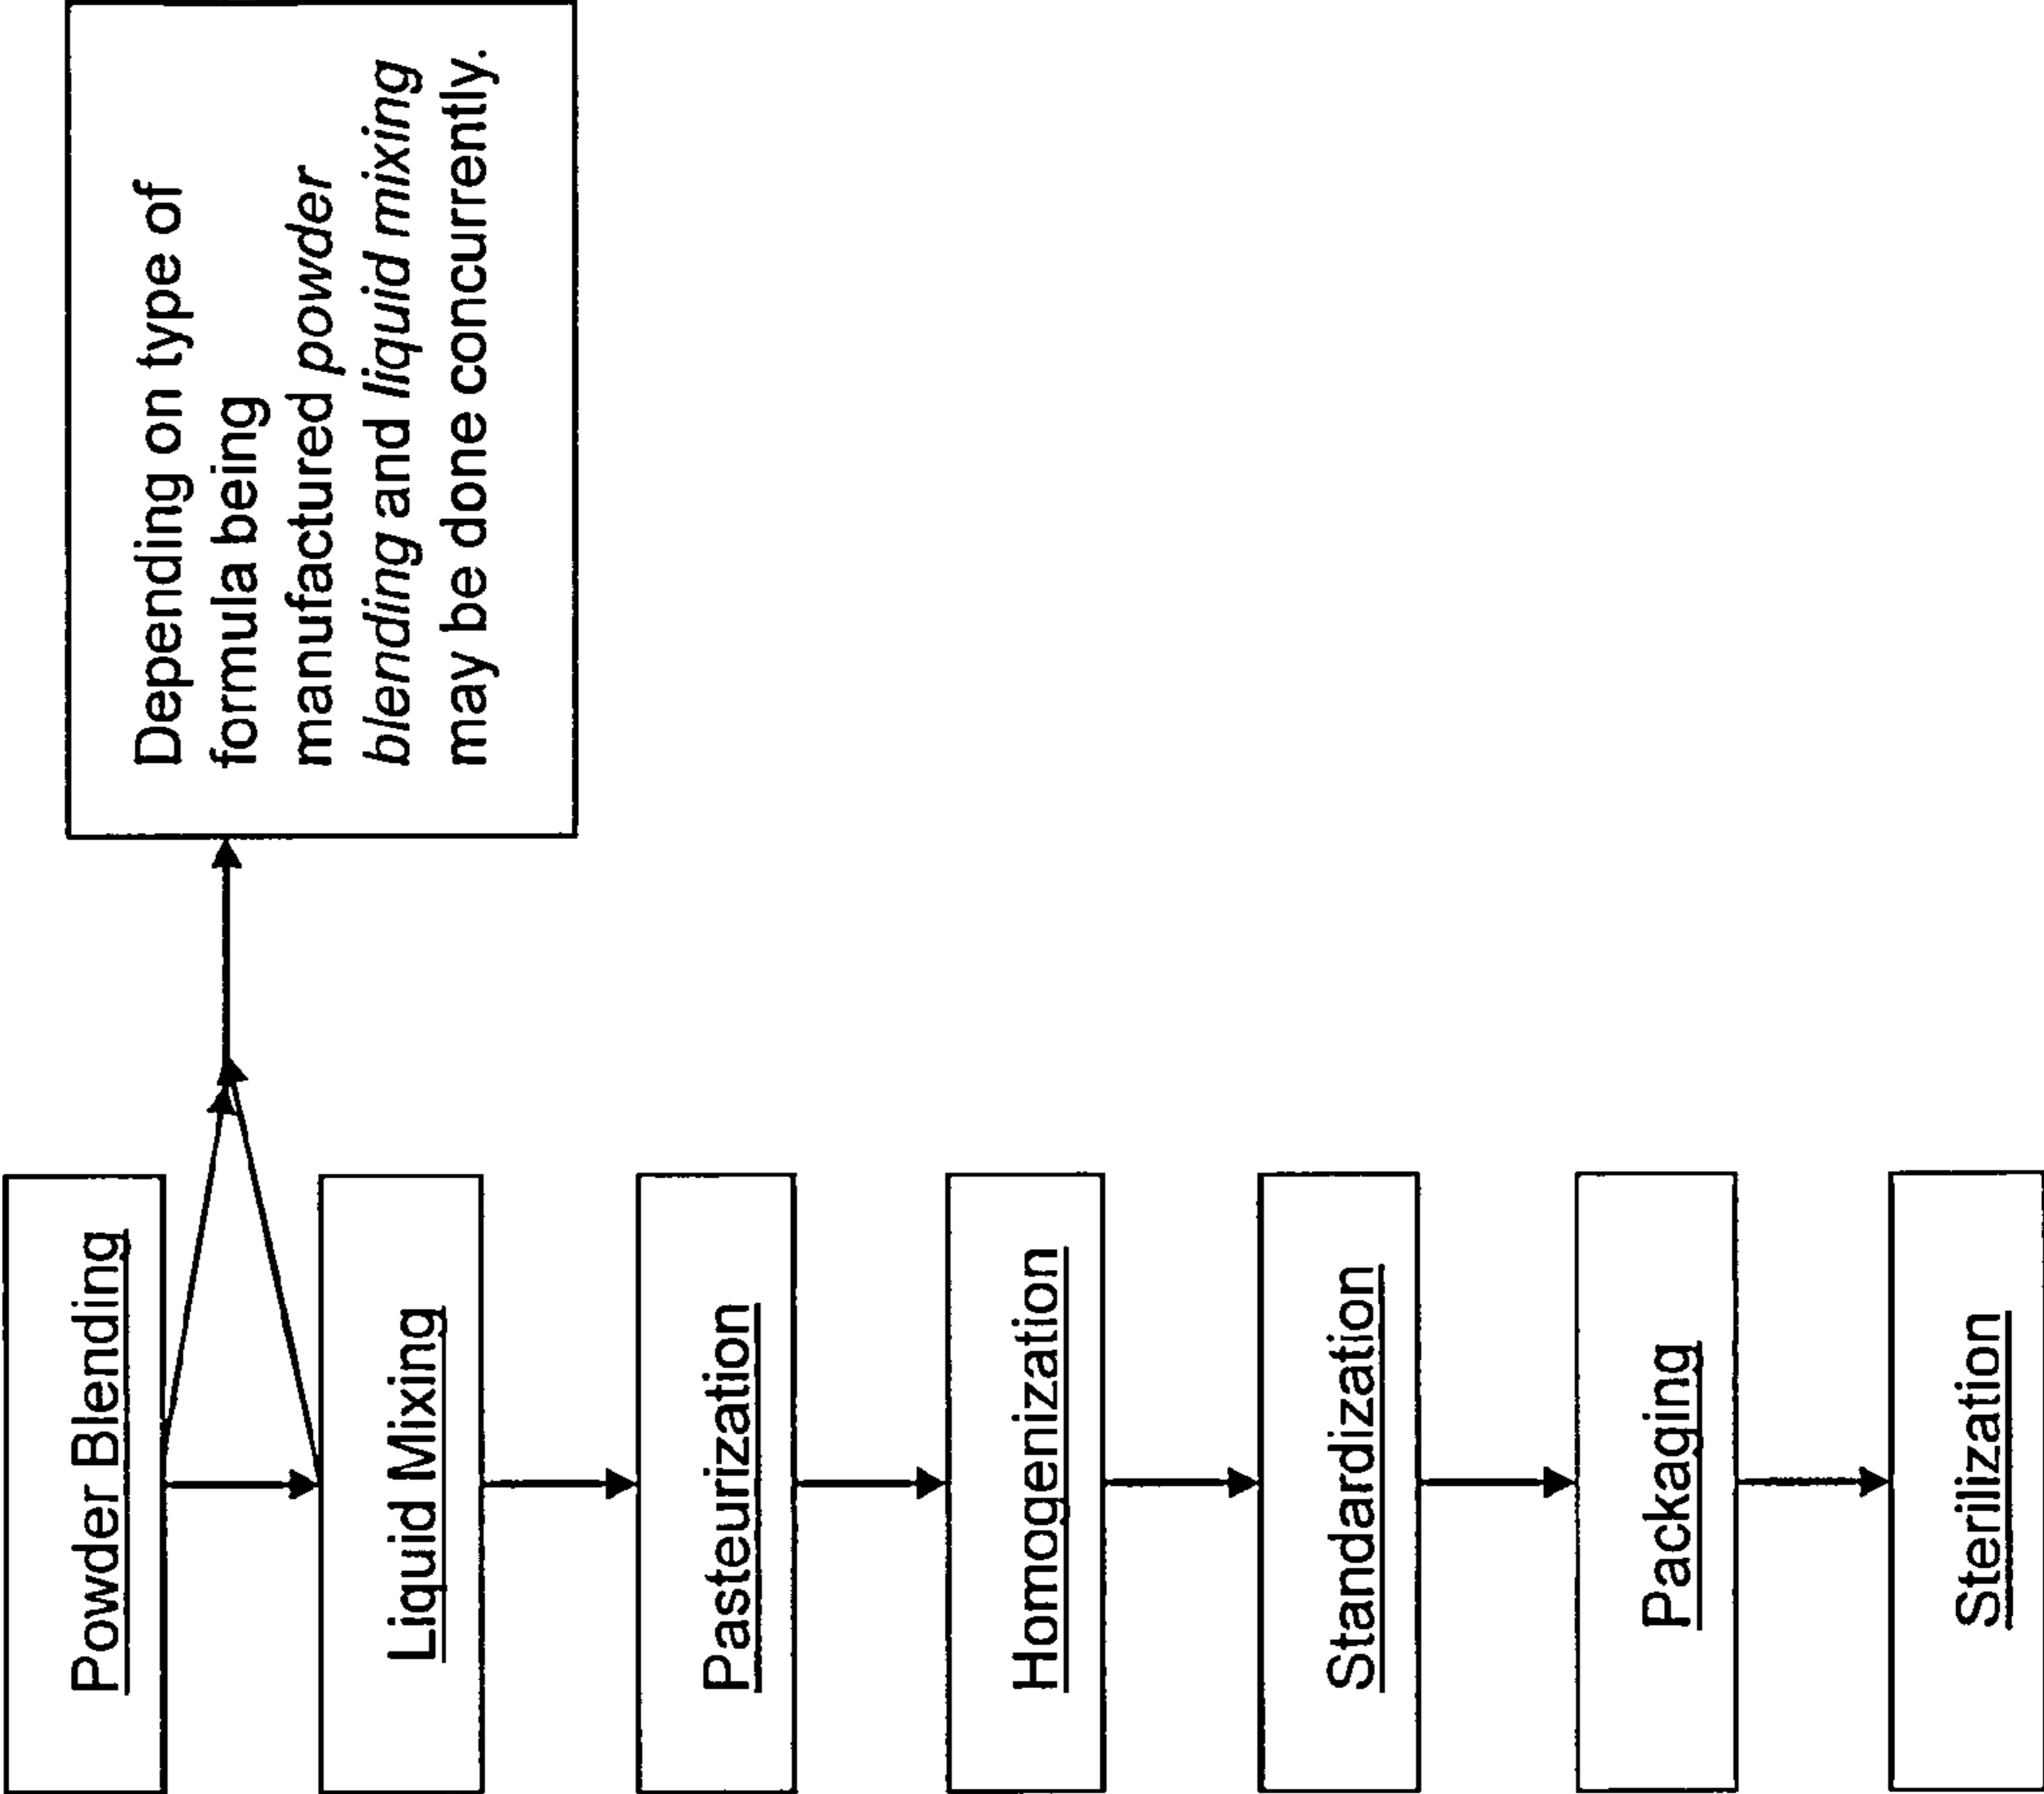 Powder Blending
Depending on type of
formula being
manufactured powder
blending and liquid mixing
may be done concurrently.
Liquid Mixing
Pasteurization
Homogenization
Standardization
Packaging
Sterilization